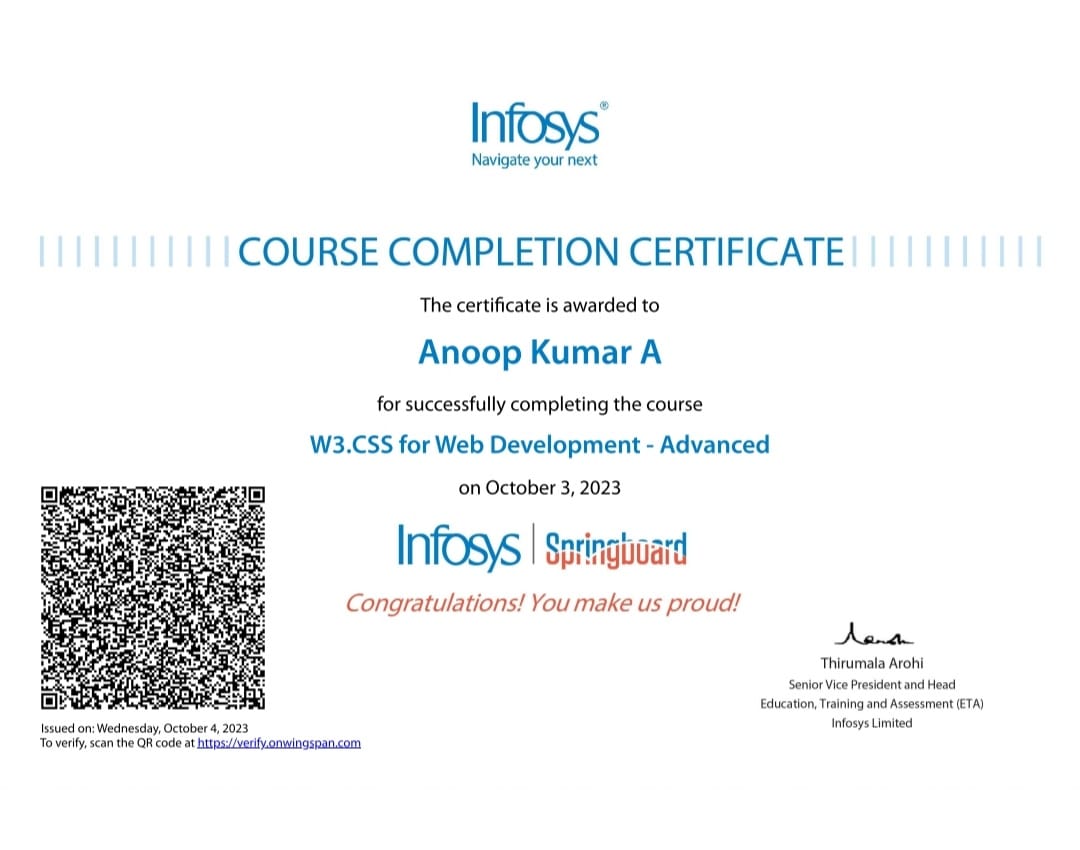 Infosys®
Navigate your next
COURSE COMPLETION CERTIFICATE
The certificate is awarded to
Anoop Kumar A
for successfully completing the course
W3.CSS for Web Development - Advanced
on October 3, 2023
Infosys | Springboard
Congratulations! You make us proud!
Thirumala Arohi
Senior Vice President and Head
Education, Training and Assessment (ETA)
Infosys Limited
Issued on: Wednesday, October 4, 2023
To verify, scan the QR code at https://verify.onwingspan.com